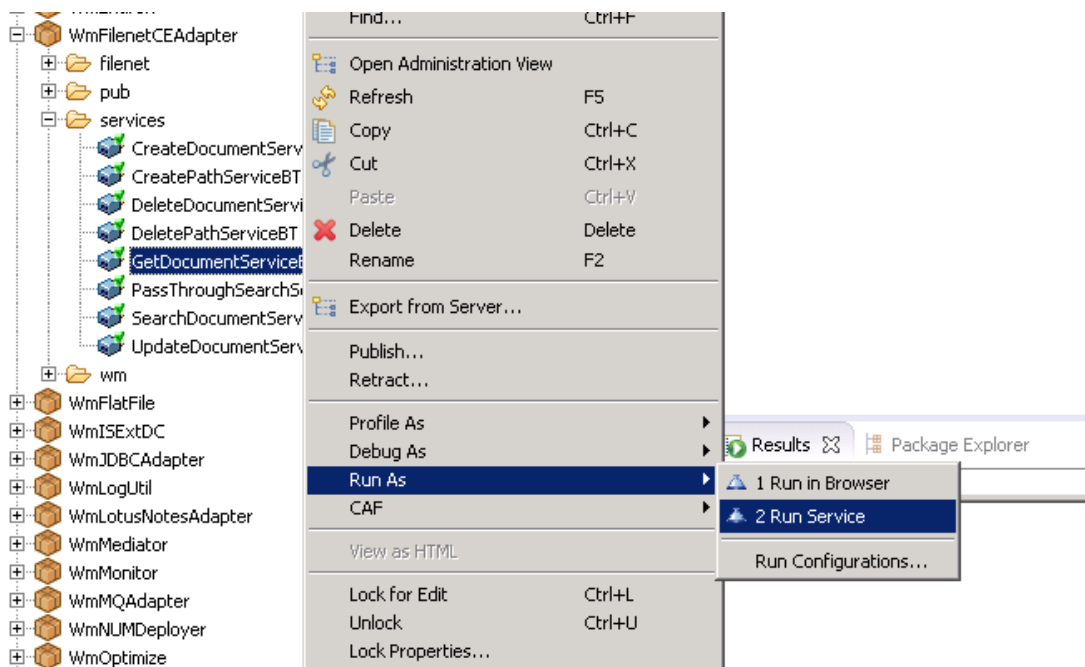 WmFilenetCEAdapter
filenet
pub
services
CreateDocumentServ
CreatePathServiceBT
DeleteDocumentServi
DeletePathServiceBT
GetDocumentService
PassThroughSearchS
SearchDocumentServ
UpdateDocumentServ
wm
WmFlatFile
WmISExtDC
WmJDBCAdapter
WmLogUtil
WmLotusNotesAdapter
WmMediator
WmMonitor
WmMQAdapter
WmNUMDeployer
WmOptimize
Find... Ctrl+F
Open Administration View
Refresh F5
Copy Ctrl+C
Cut Ctrl+X
Paste Ctrl+V
Delete Delete
Rename F2
Export from Server...
Publish...
Retract...
Profile As
Debug As
Run As
CAF
View as HTML
Lock for Edit Ctrl+L
Unlock Ctrl+U
Lock Properties...
Results Package Explorer
1 Run in Browser
2 Run Service
Run Configurations...